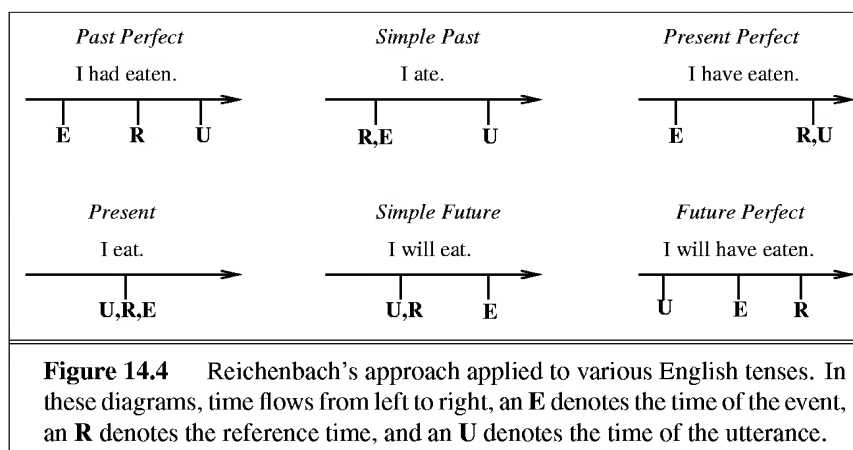 Past Perfect Simple Past Present Perfect
I had eaten. I ate. I have eaten.
E R U R,E U E R,U
Present Simple Future Future Perfect
I eat. I will eat. I will have eaten.
U,R,E U,R E U E R
Figure 14.4 Reichenbach's approach applied to various English tenses. In
these diagrams, time flows from left to right, an E denotes the time of the event,
an R denotes the reference time, and an U denotes the time of the utterance.